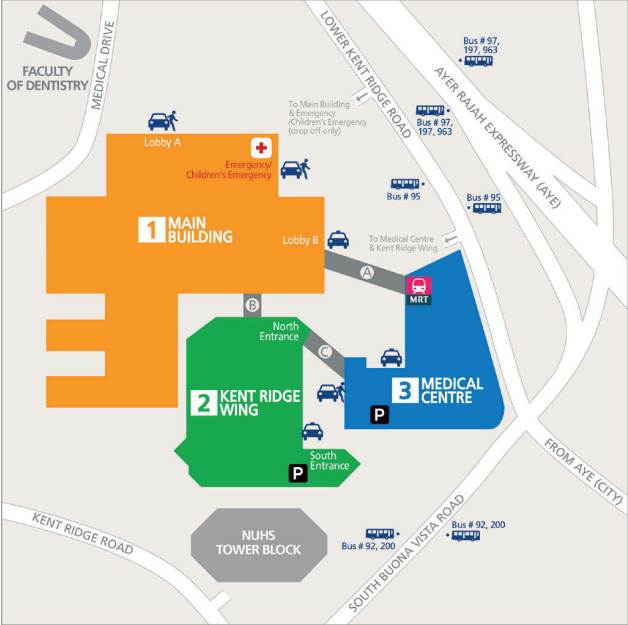 FACULTY
OF DENTISTRY
MEDICAL DRIVE
LOWER KENT RIDGE ROAD
Bus # 97,
197, 963
AYER RAJAH EXPRESSWAY (AYE)
To Main Building
& Emergency
/Children's Emergency
(drop off only)
Bus # 97,
197, 963
Lobby A
Emergency/
Children's Emergency
Bus # 95
Bus # 95
1 MAIN
BUILDING
Lobby B
To Medical Centre
& Kent Ridge Wing
A
MRT
B
North
Entrance
C
2 KENT RIDGE
WING
3 MEDICAL
CENTRE
P
South
Entrance
P
FROM AYE (CITY)
KENT RIDGE ROAD
NUHS
TOWER BLOCK
SOUTH BUONA VISTA ROAD
Bus # 92, 200
Bus # 92, 200